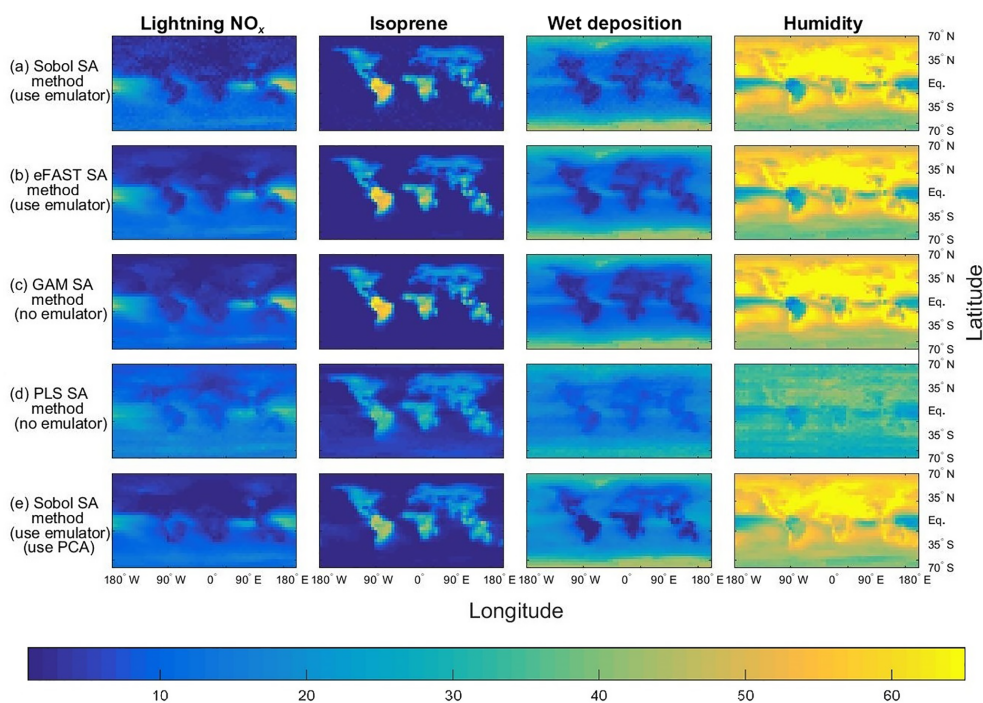 Lightning NOx Isoprene Wet deposition Humidity
(a) Sobol SA
method
(use emulator)
70° N
35° N
Eq.
35° S
70° S
(b) eFAST SA
method
(use emulator)
70° N
35° N
Eq.
35° S
70° S
(c) GAM SA
method
(no emulator)
70° N
35° N
Eq.
35° S
70° S
(d) PLS SA
method
(no emulator)
70° N
35° N
Eq.
35° S
70° S
(e) Sobol SA
method
(use emulator)
(use PCA)
70° N
35° N
Eq.
35° S
70° S
Latitude
180° W 90° W 0° 90° E 180° E 180° W 90° W 0° 90° E 180° E 180° W 90° W 0° 90° E 180° E 180° W 90° W 0° 90° E 180° E
Longitude
10 20 30 40 50 60